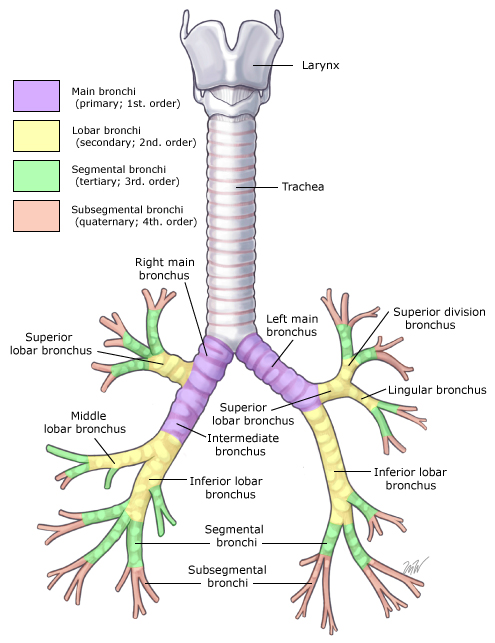 Larynx
Main bronchi
(primary; 1st. order)
Lobar bronchi
(secondary; 2nd. order)
Segmental bronchi
(tertiary; 3rd. order)
Subsegmental bronchi
(quaternary; 4th. order)
Trachea
Right main
bronchus
Left main
bronchus
Superior division
bronchus
Superior
lobar bronchus
Lingular bronchus
Superior
lobar bronchus
Middle
lobar bronchus
Intermediate
bronchus
Inferior lobar
bronchus
Inferior lobar
bronchus
Segmental
bronchi
Subsegmental
bronchi